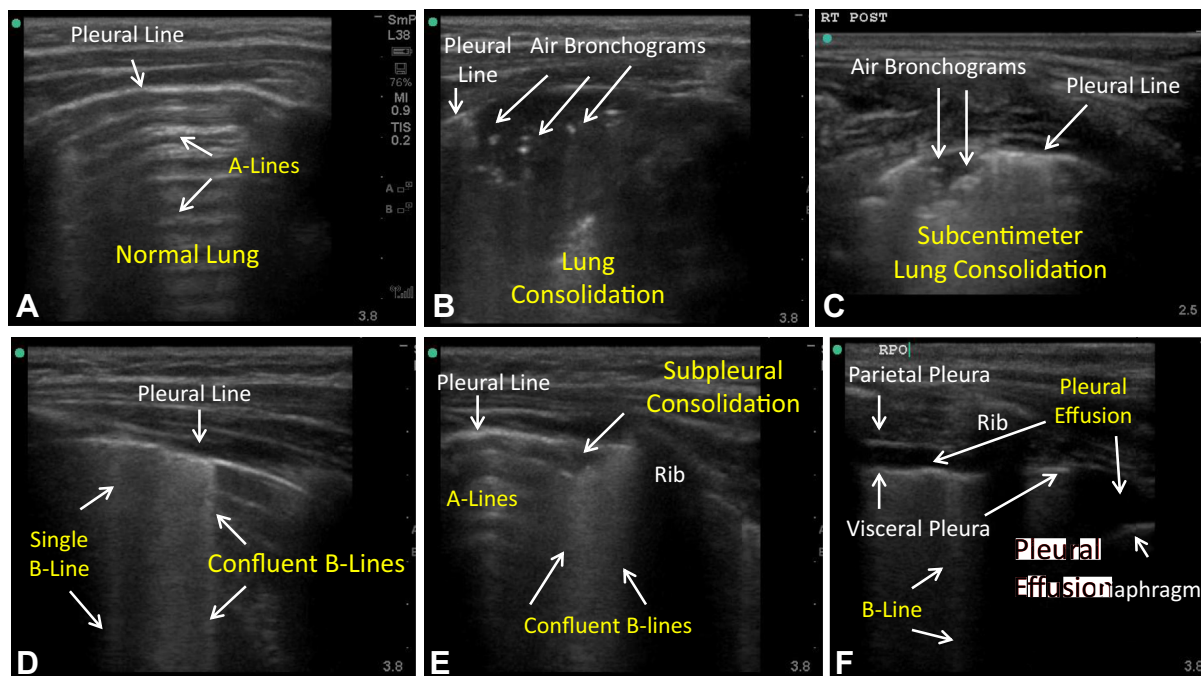 Pleural Line
A-Lines
Normal Lung
A
SmP
L38
76%
MI
0.9
TIS
0.2
A
B
3.8
Pleural
Line
Air Bronchograms
Lung
Consolidation
B
3.8
RT POST
Air Bronchograms
Pleural Line
Subcentimeter
Lung Consolidation
C
2.5
Pleural Line
Single
B-Line
Confluent B-Lines
D
3.8
Pleural Line
Subpleural
Consolidation
Rib
A-Lines
Confluent B-lines
E
3.8
RPO
Parietal Pleura
Pleural
Effusion
Rib
Visceral Pleura
Pleural
Effusion
aphragm
B-Line
F
3.8